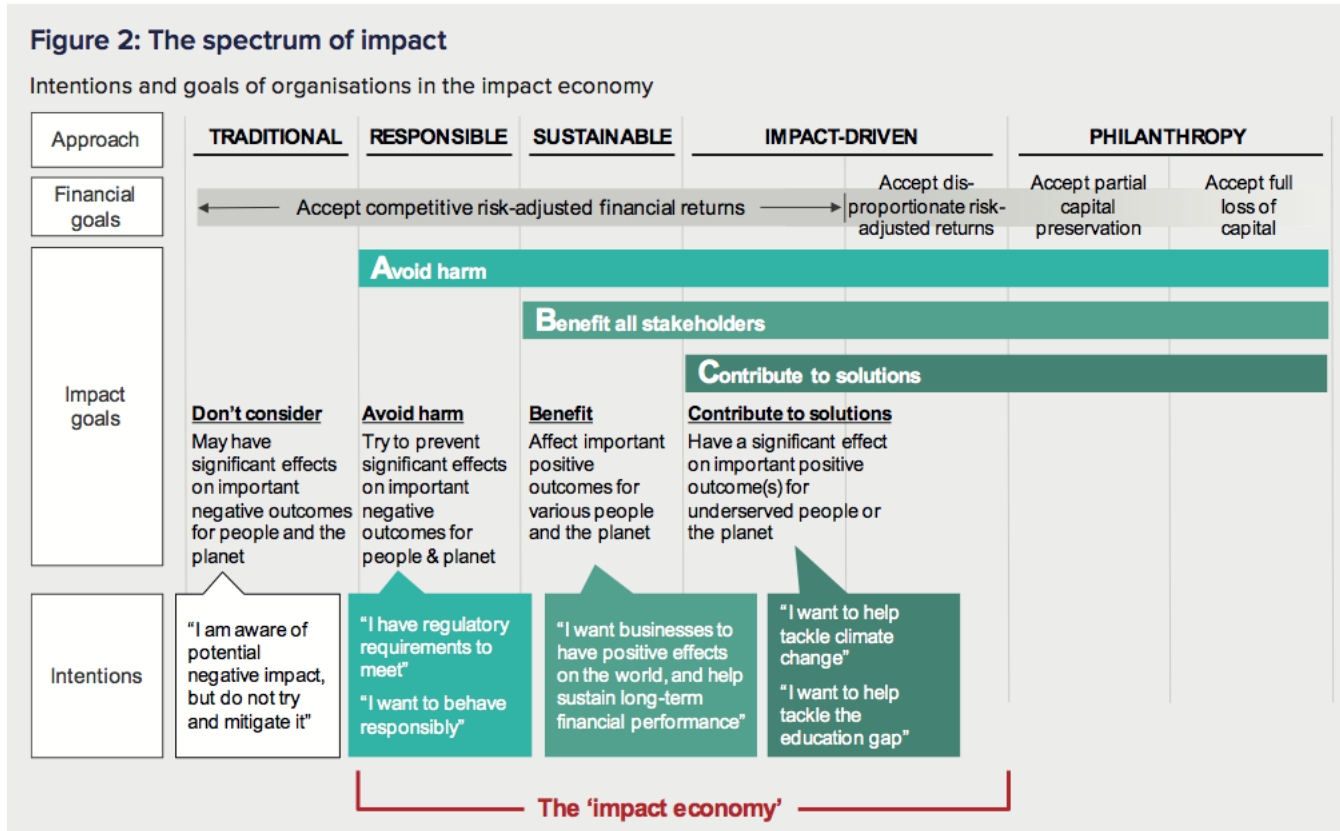 Figure 2: The spectrum of impact
Intentions and goals of organisations in the impact economy
Approach
TRADITIONAL
RESPONSIBLE
SUSTAINABLE
IMPACT-DRIVEN
PHILANTHROPY
Financial
goals
Accept competitive risk-adjusted financial returns
Accept dis-
proportionate risk-
adjusted returns
Accept partial
capital
preservation
Accept full
loss of
capital
Impact
goals
Avoid harm
Benefit all stakeholders
Contribute to solutions
Don't consider
May have
significant effects
on important
negative outcomes
for people and the
planet
Avoid harm
Try to prevent
significant effects
on important
negative
outcomes for
people & planet
Benefit
Affect important
positive
outcomes for
various people
and the planet
Contribute to solutions
Have a significant effect
on important positive
outcome(s) for
underserved people or
the planet
Intentions
"I am aware of
potential
negative impact,
but do not try
and mitigate it"
"I have regulatory
requirements to
meet"
"I want to behave
responsibly"
"I want businesses to
have positive effects
on the world, and help
sustain long-term
financial performance"
"I want to help
tackle climate
change"
"I want to help
tackle the
education gap"
The 'impact economy'